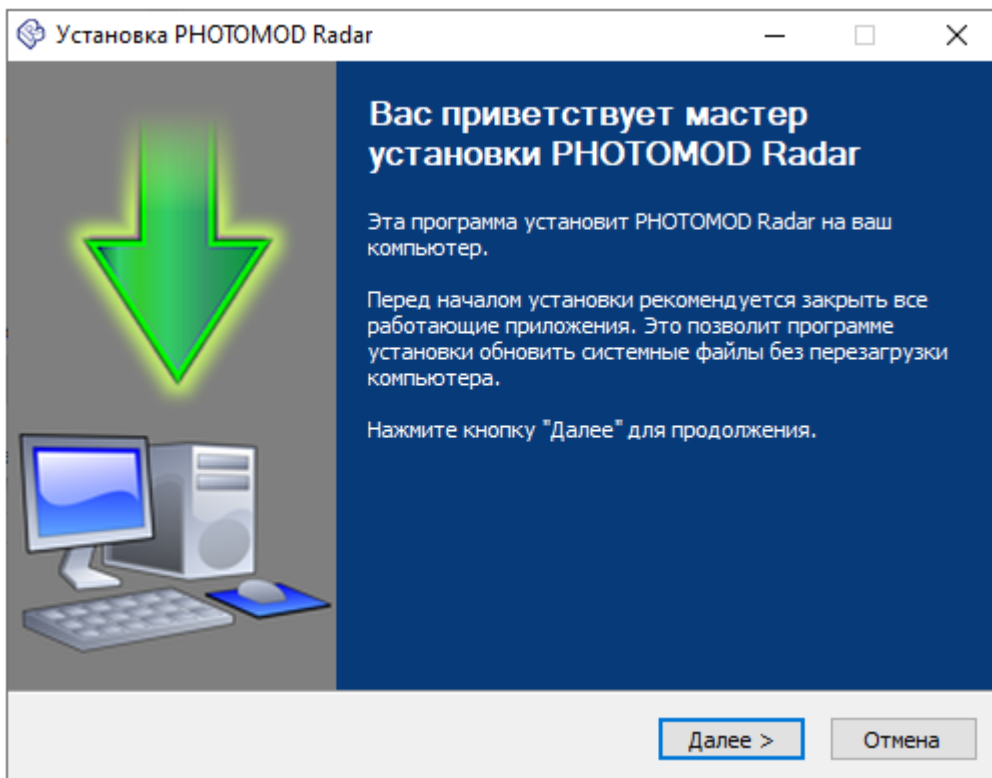 Установка PHOTOMOD Radar
Вас приветствует мастер
установки PHOTOMOD Radar
Эта программа установит PHOTOMOD Radar на ваш
компьютер.
Перед началом установки рекомендуется закрыть все
работающие приложения. Это позволит программе
установки обновить системные файлы без перезагрузки
компьютера.
Нажмите кнопку "Далее" для продолжения.
Далее >
Отмена